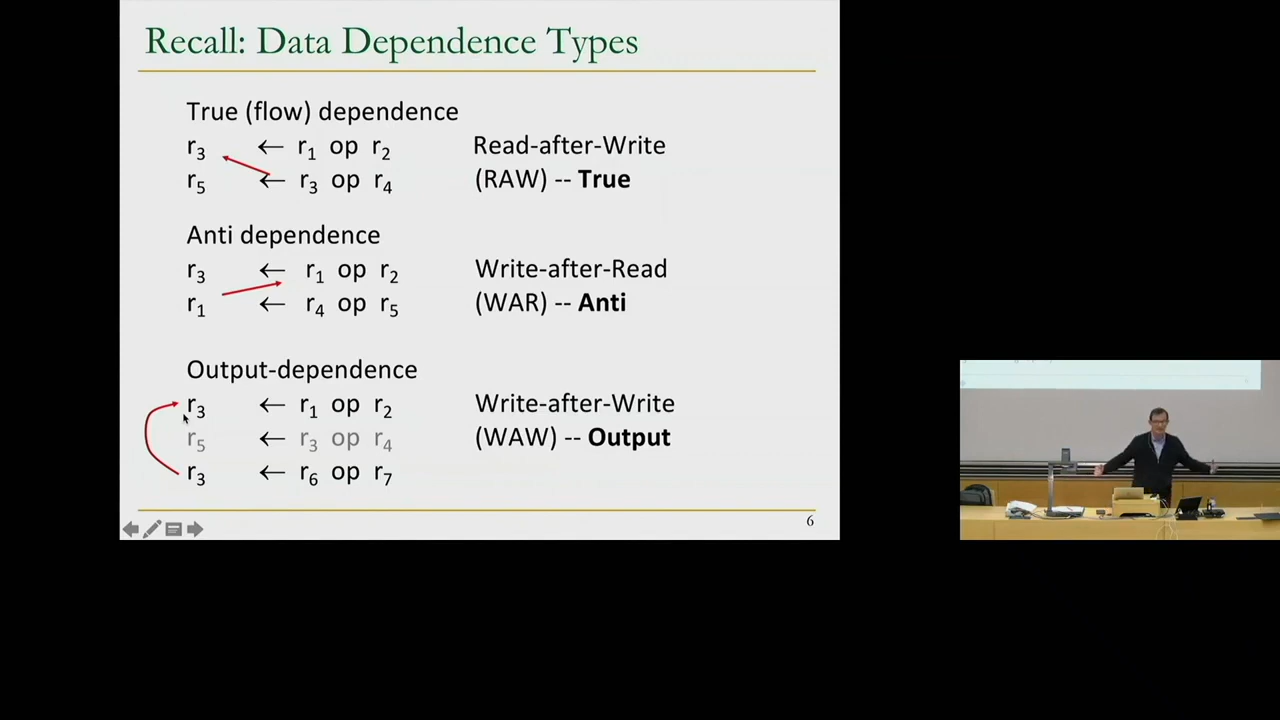 Recall: Data Dependence Types
True (flow) dependence
r₃ ← r₁ op r₂ Read-after-Write
r₅ ← r₃ op r₄ (RAW) -- True
Anti dependence
r₃ ← r₁ op r₂ Write-after-Read
r₁ ← r₄ op r₅ (WAR) -- Anti
Output-dependence
r₃ ← r₁ op r₂ Write-after-Write
r₅ ← r₃ op r₄ (WAW) -- Output
r₃ ← r₆ op r₇
6